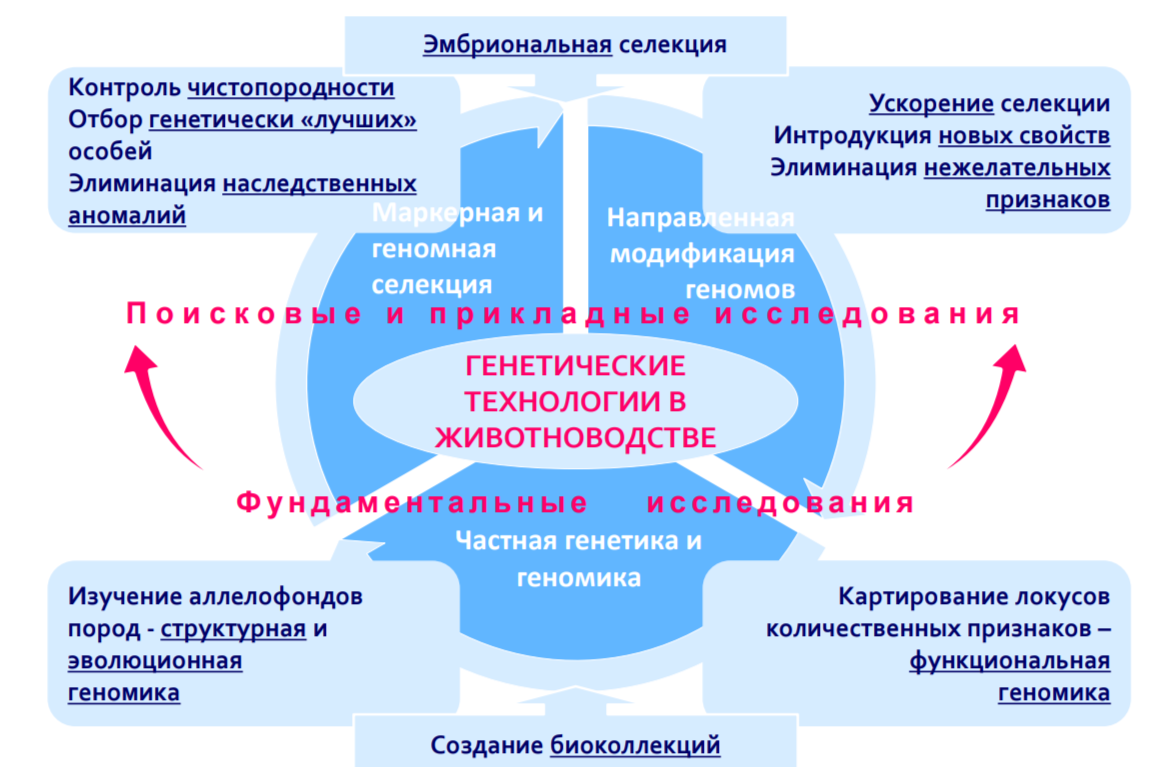 Эмбриональная селекция
Контроль чистопородности
Отбор генетически «лучших»
особей
Элиминация наследственных
аномалий
Ускорение селекции
Интродукция новых свойств
Элиминация нежелательных
признаков
Маркерная и
геномная
селекция
Направленная
модификация
геномов
Поисковые и прикладные исследования
ГЕНЕТИЧЕСКИЕ
ТЕХНОЛОГИИ В
ЖИВОТНОВОДСТВЕ
Фундаментальные исследования
Частная генетика и
геномика
Изучение аллелофондов
пород - структурная и
эволюционная
геномика
Картирование локусов
количественных признаков –
функциональная
геномика
Создание биоколлекций